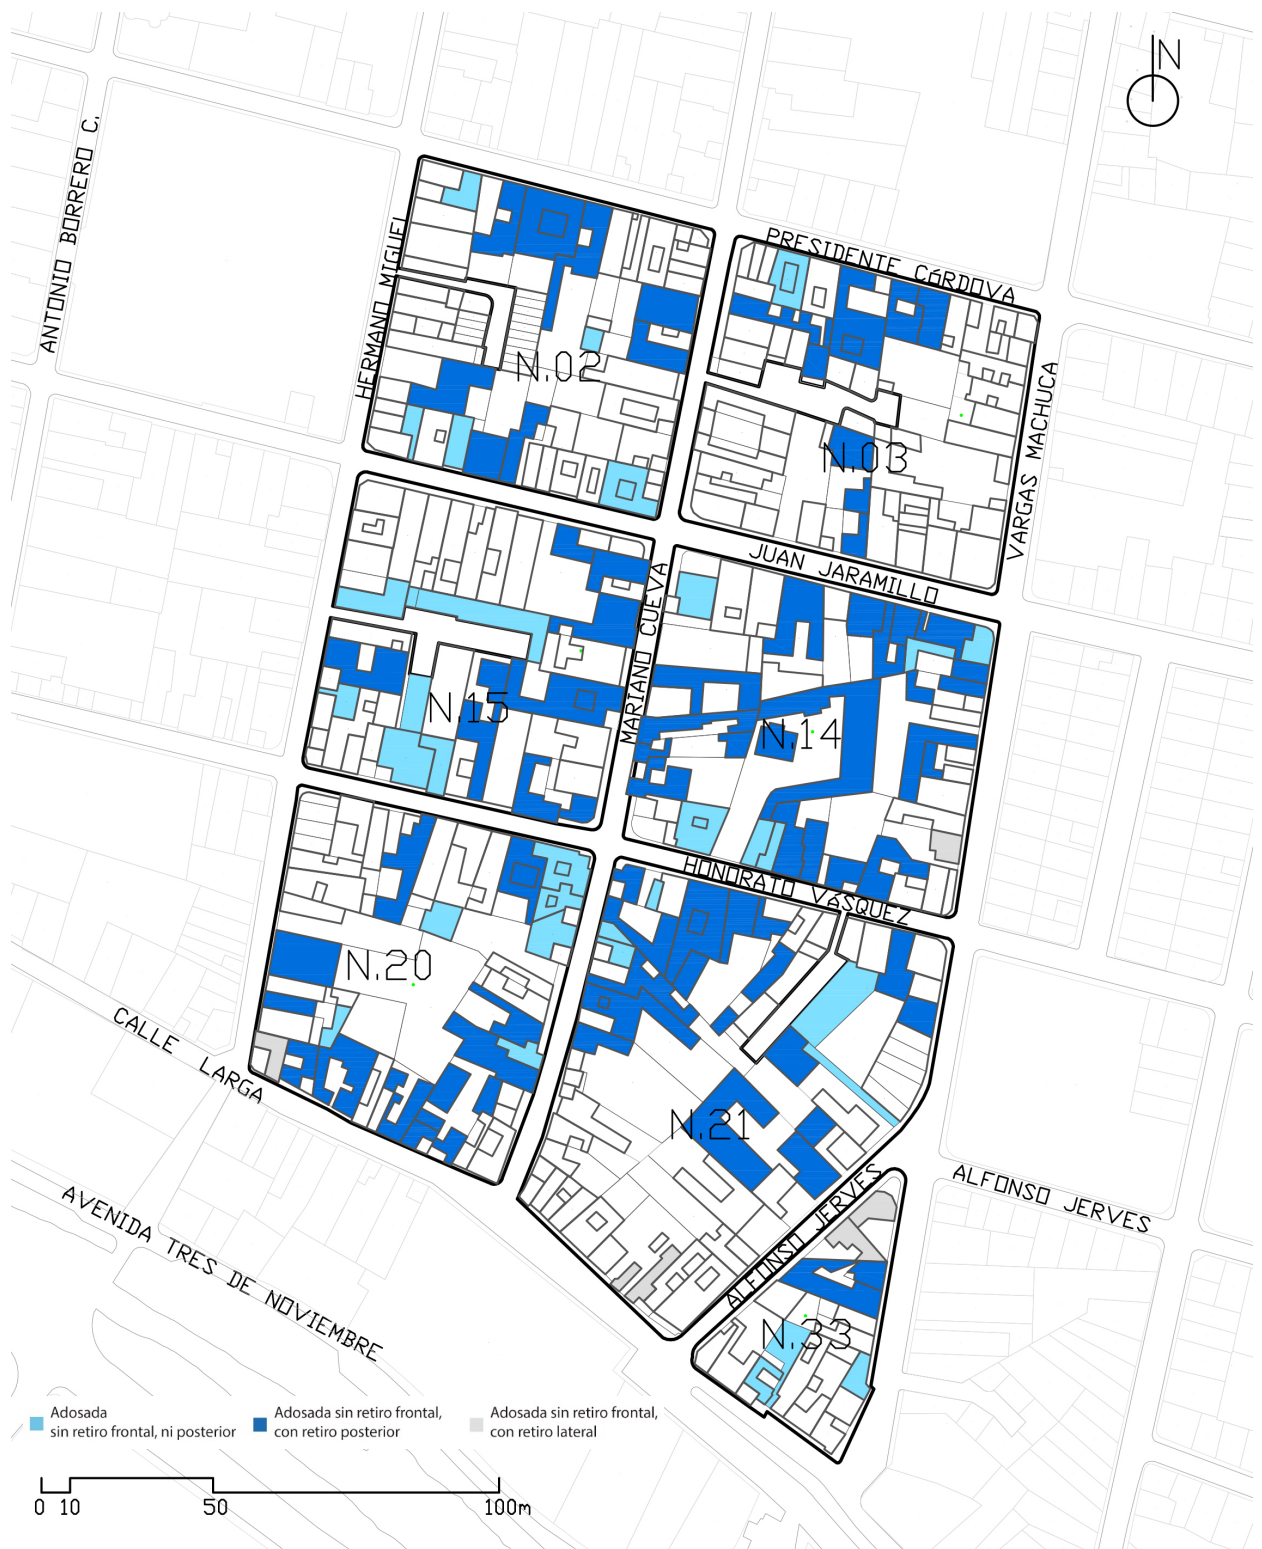 N
ANTONIO BORRERO C.
HERMANO MIGUEL
PRESIDENTE CóRDOVA
N.02
N.03
VARGAS MACHUCA
JUAN JARAMILLO
MARIANO CUEVA
N.15
N.14
HONORATO VáSQUEZ
N.20
CALLE LARGA
N.21
ALFONSO JERVES
ALFONSO JERVES
AVENIDA TRES DE NOVIEMBRE
N.33
Adosada
sin retiro frontal, ni posterior
Adosada sin retiro frontal,
con retiro posterior
Adosada sin retiro frontal,
con retiro lateral
0 10 50 100m